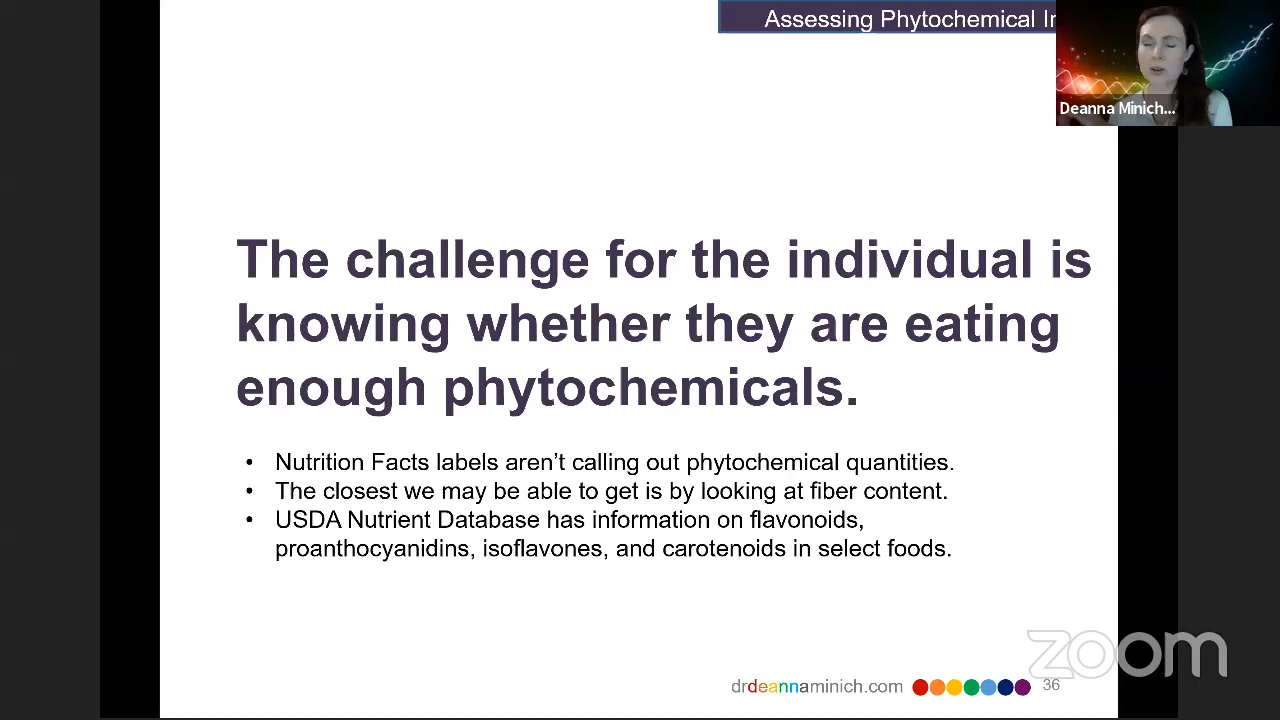 Assessing Phytochemical
Deanna Minich...
The challenge for the individual is
knowing whether they are eating
enough phytochemicals.
• Nutrition Facts labels aren’t calling out phytochemical quantities.
• The closest we may be able to get is by looking at fiber content.
• USDA Nutrient Database has information on flavonoids,
proanthocyanidins, isoflavones, and carotenoids in select foods.
zoom
drdeannaminich.com 36